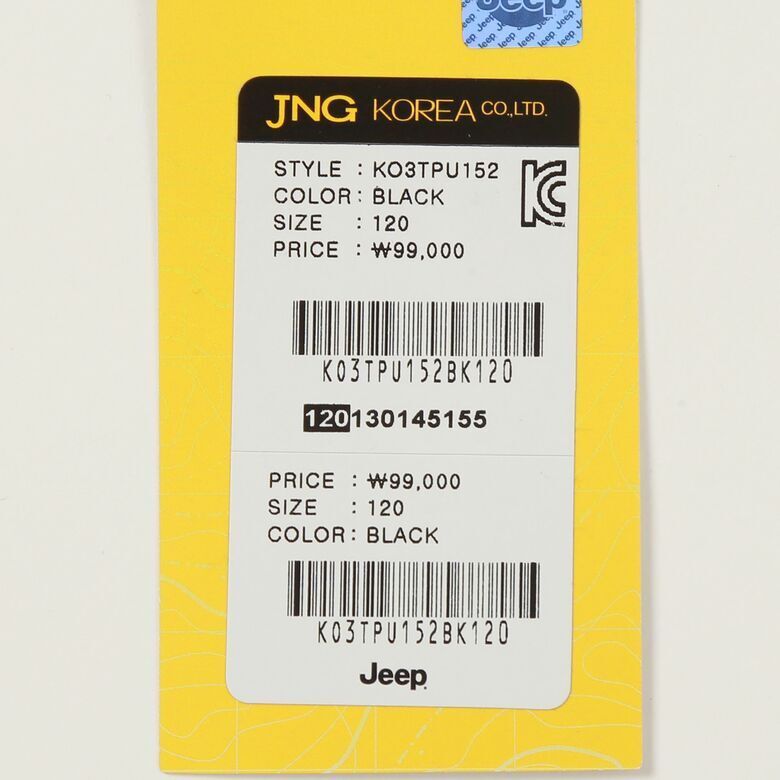 Jeep
JNG KOREA CO.,LTD.
STYLE : KO3TPU152
COLOR : BLACK
SIZE : 120
PRICE : ₩99,000
KC
K03TPU152BK120
120130145155
PRICE : ₩99,000
SIZE : 120
COLOR : BLACK
K03TPU152BK120
Jeep